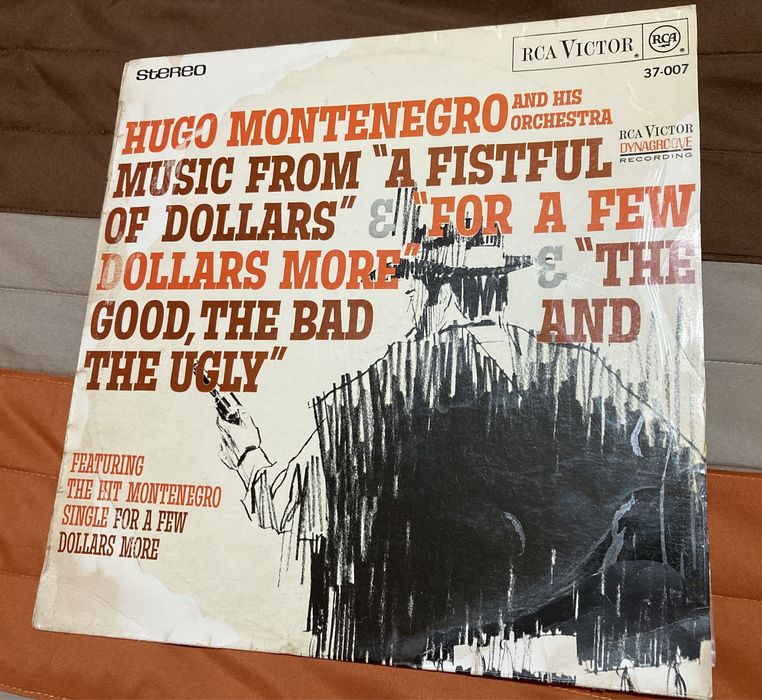 stereo
RCA VICTOR
RCA
37-007
HUGO MONTENEGRO AND HIS ORCHESTRA
RCA VICTOR
DYNAGROOVE
RECORDING
MUSIC FROM "A FISTFUL
OF DOLLARS" & "FOR A FEW
DOLLARS MORE" & "THE
GOOD, THE BAD AND
THE UGLY"
FEATURING
THE HIT MONTENEGRO
SINGLE FOR A FEW
DOLLARS MORE